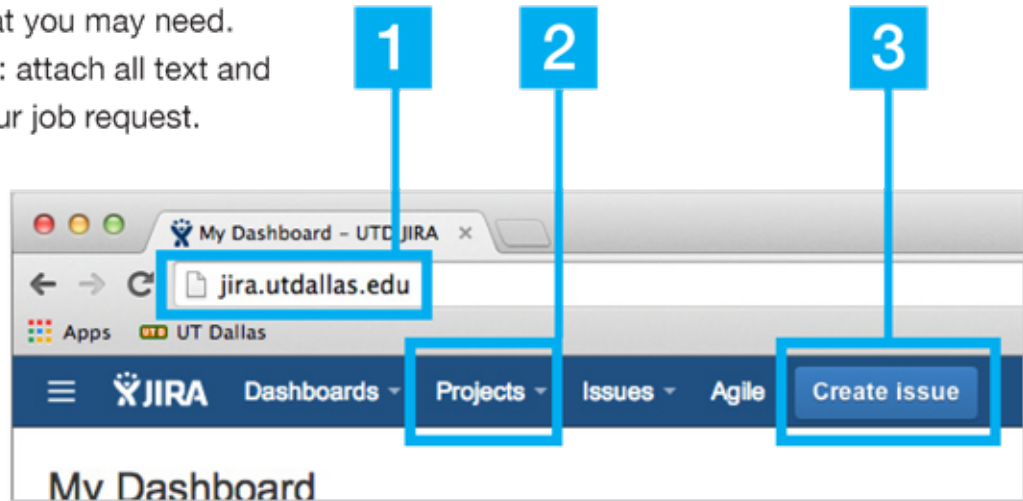 at you may need.
: attach all text and
ur job request.
1 2 3
My Dashboard - UTD JIRA ×
jira.utdallas.edu
Apps UTD UT Dallas
JIRA Dashboards Projects Issues Agile Create issue
My Dashboard